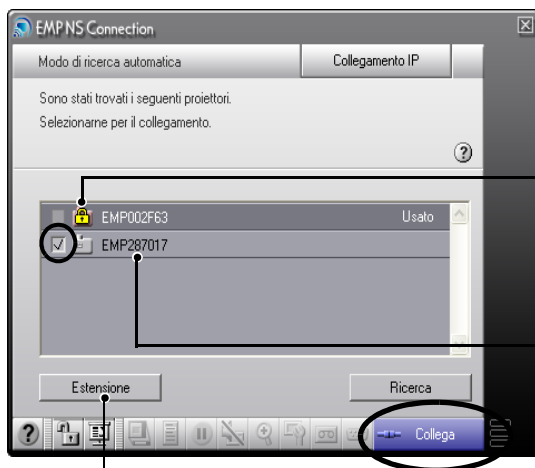 EMP NS Connection
Modo di ricerca automatica
Collegamento IP
Sono stati trovati i seguenti proiettori.
Selezionarne per il collegamento.
EMP002F63 Usato
EMP287017
Estensione
Ricerca
Collega